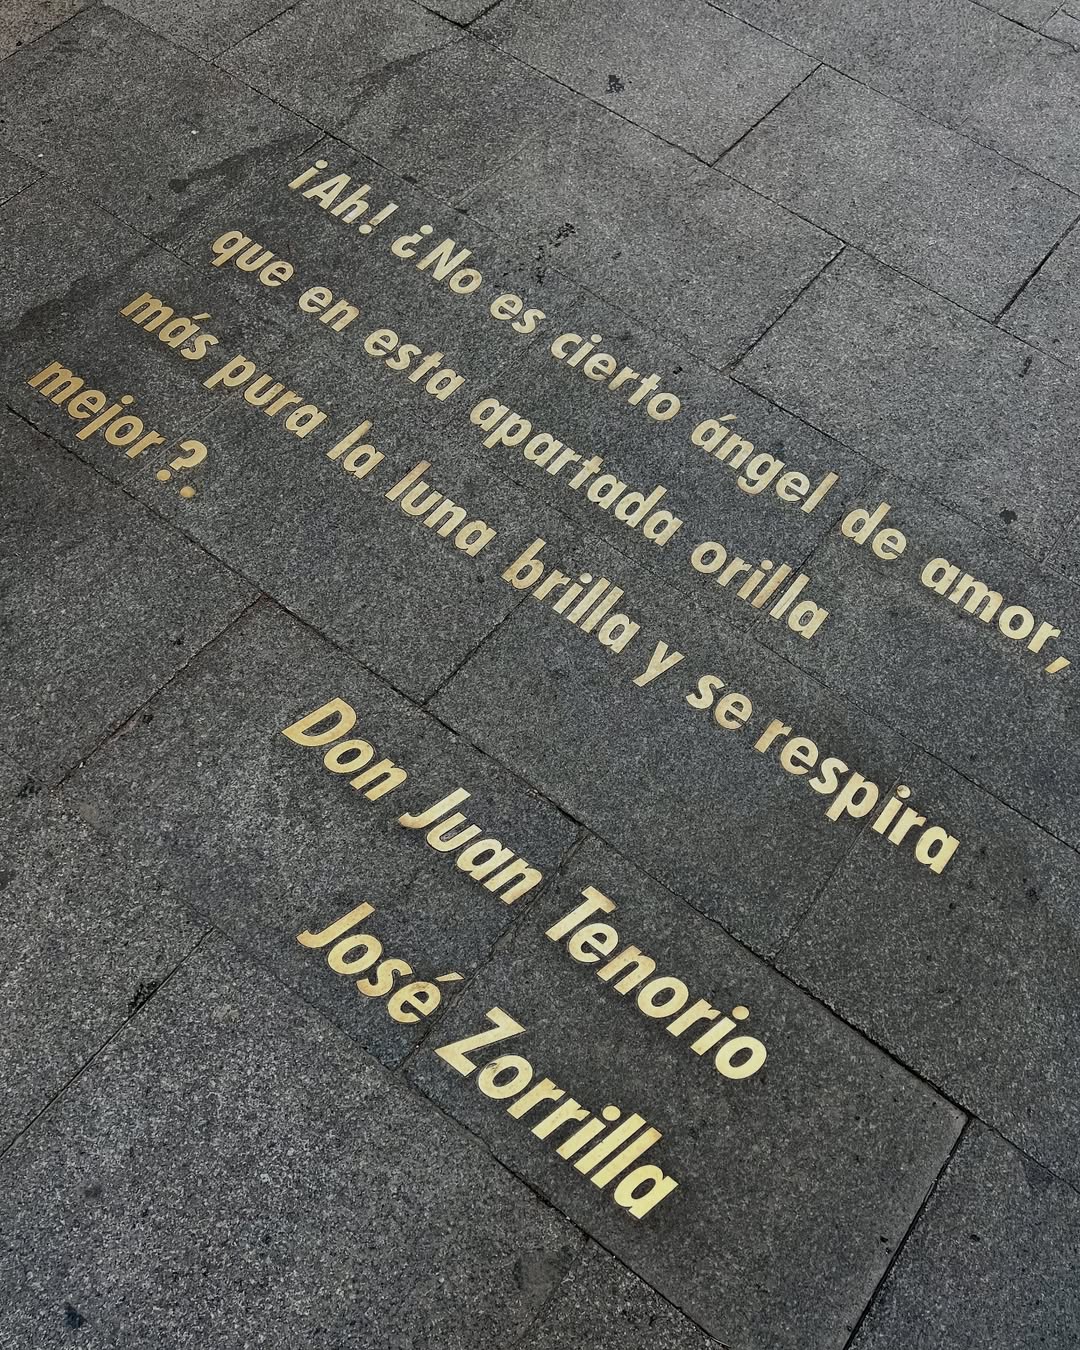 ¡Ah! ¿No es cierto ángel de amor,
que en esta apartada orilla
más pura la luna brilla y se respira
mejor?.
Don Juan Tenorio
José Zorrilla